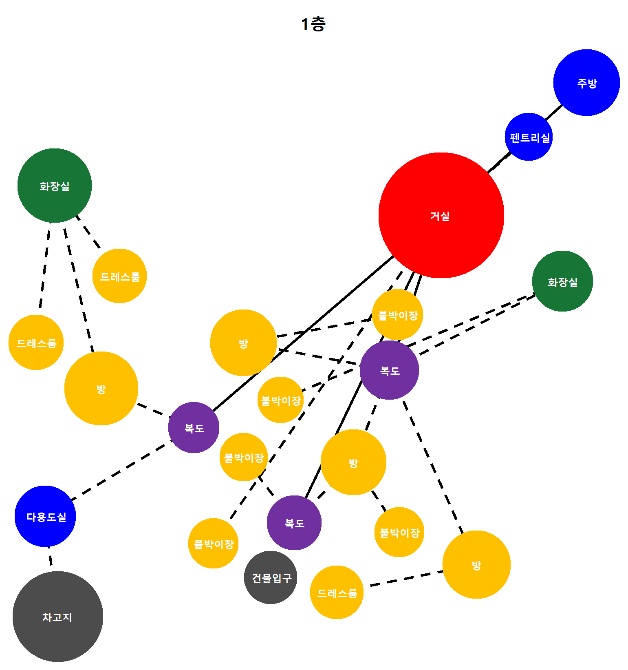 1층
주방
펜트리실
화장실
거실
드레스룸
화장실
붙박이장
드레스룸
방
복도
방
붙박이장
복도
붙박이장
방
다용도실
복도
붙박이장
붙박이장
방
건물입구
드레스룸
차고지